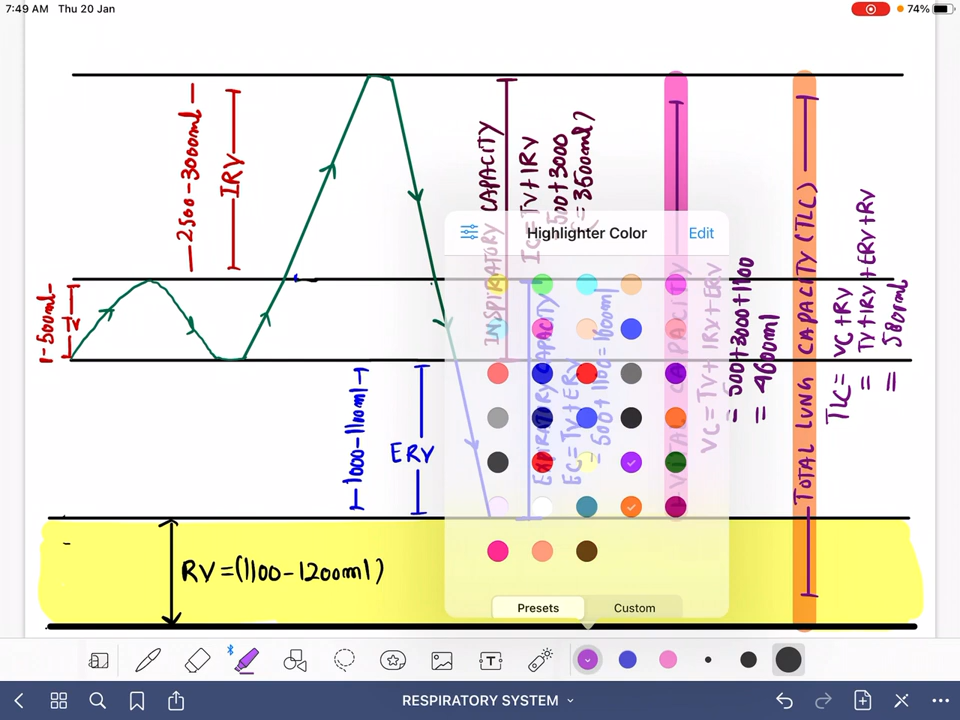 7:49 AM Thu 20 Jan
74%
2500-3000ml
IRV
500ml
TV
1000-1100ml
ERV
RV=(1100-1200ml)
INSPIRATORY CAPACITY
IC=TV+IRV
500+3000
= 3500ml)
EXPIRATORY CAPACITY
EC=TV+ERV
= 500+1100=1600ml
VITAL CAPACITY
VC=TV+IRV+ERV
= 500+3000+1100
= 4600ml
TOTAL LUNG CAPACITY (TLC)
TLC= VC+RV
= TV+IRV+ERV+RV
= 5800ml
Highlighter Color
Edit
Presets
Custom
T
RESPIRATORY SYSTEM